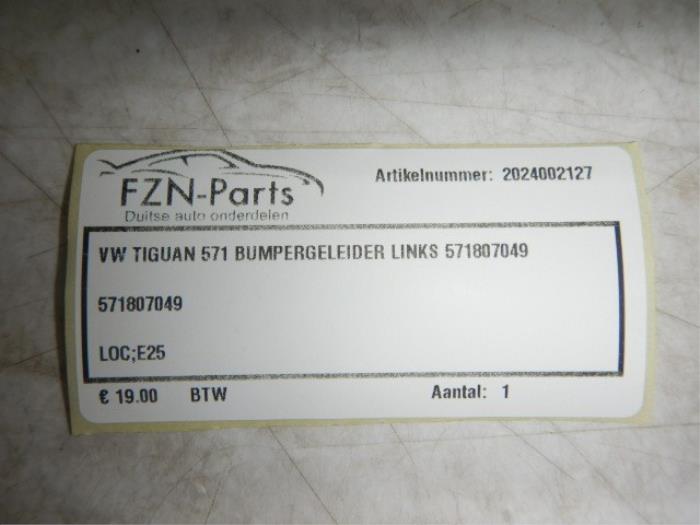 FZN-Parts
Duitse auto onderdelen
Artikelnummer: 2024002127
VW TIGUAN 571 BUMPERGELEIDER LINKS 571807049
571807049
LOC;E25
€ 19.00 BTW Aantal: 1